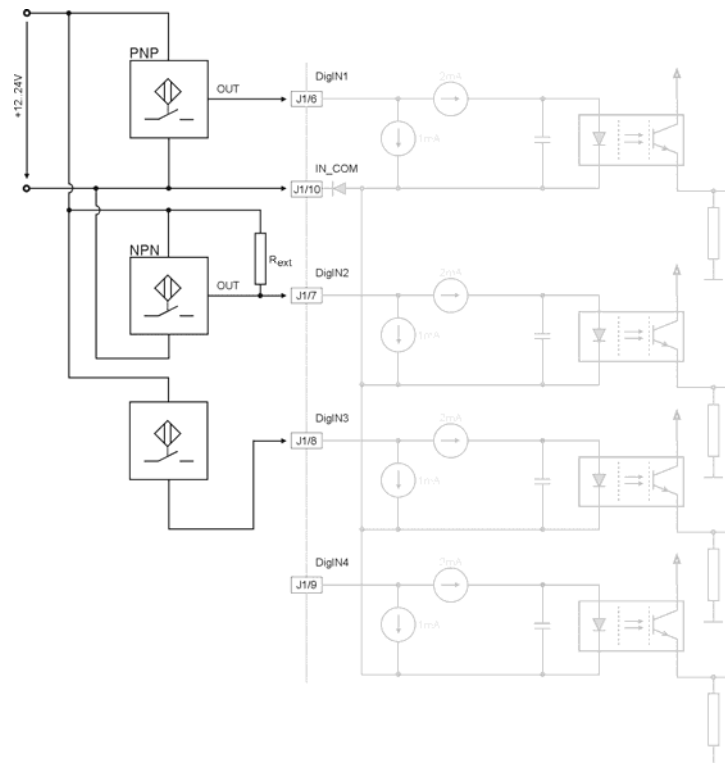 PNP
+12..24V
OUT
DigIN1
J1/6
2mA
1mA
IN_COM
J1/10
NPN
OUT
Rext
DigIN2
J1/7
2mA
1mA
DigIN3
J1/8
2mA
1mA
DigIN4
J1/9
2mA
1mA